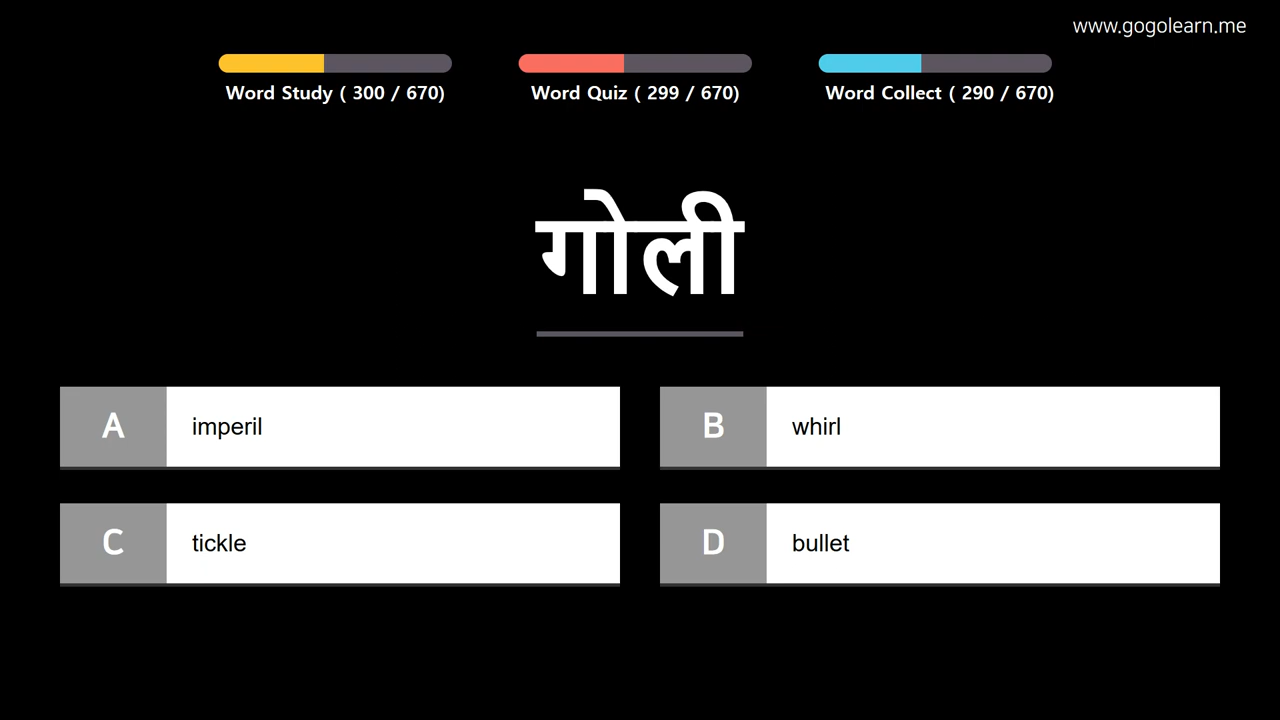 www.gogolearn.me
Word Study ( 300 / 670)
Word Quiz ( 299 / 670)
Word Collect ( 290 / 670)
गोली
A imperil
B whirl
C tickle
D bullet